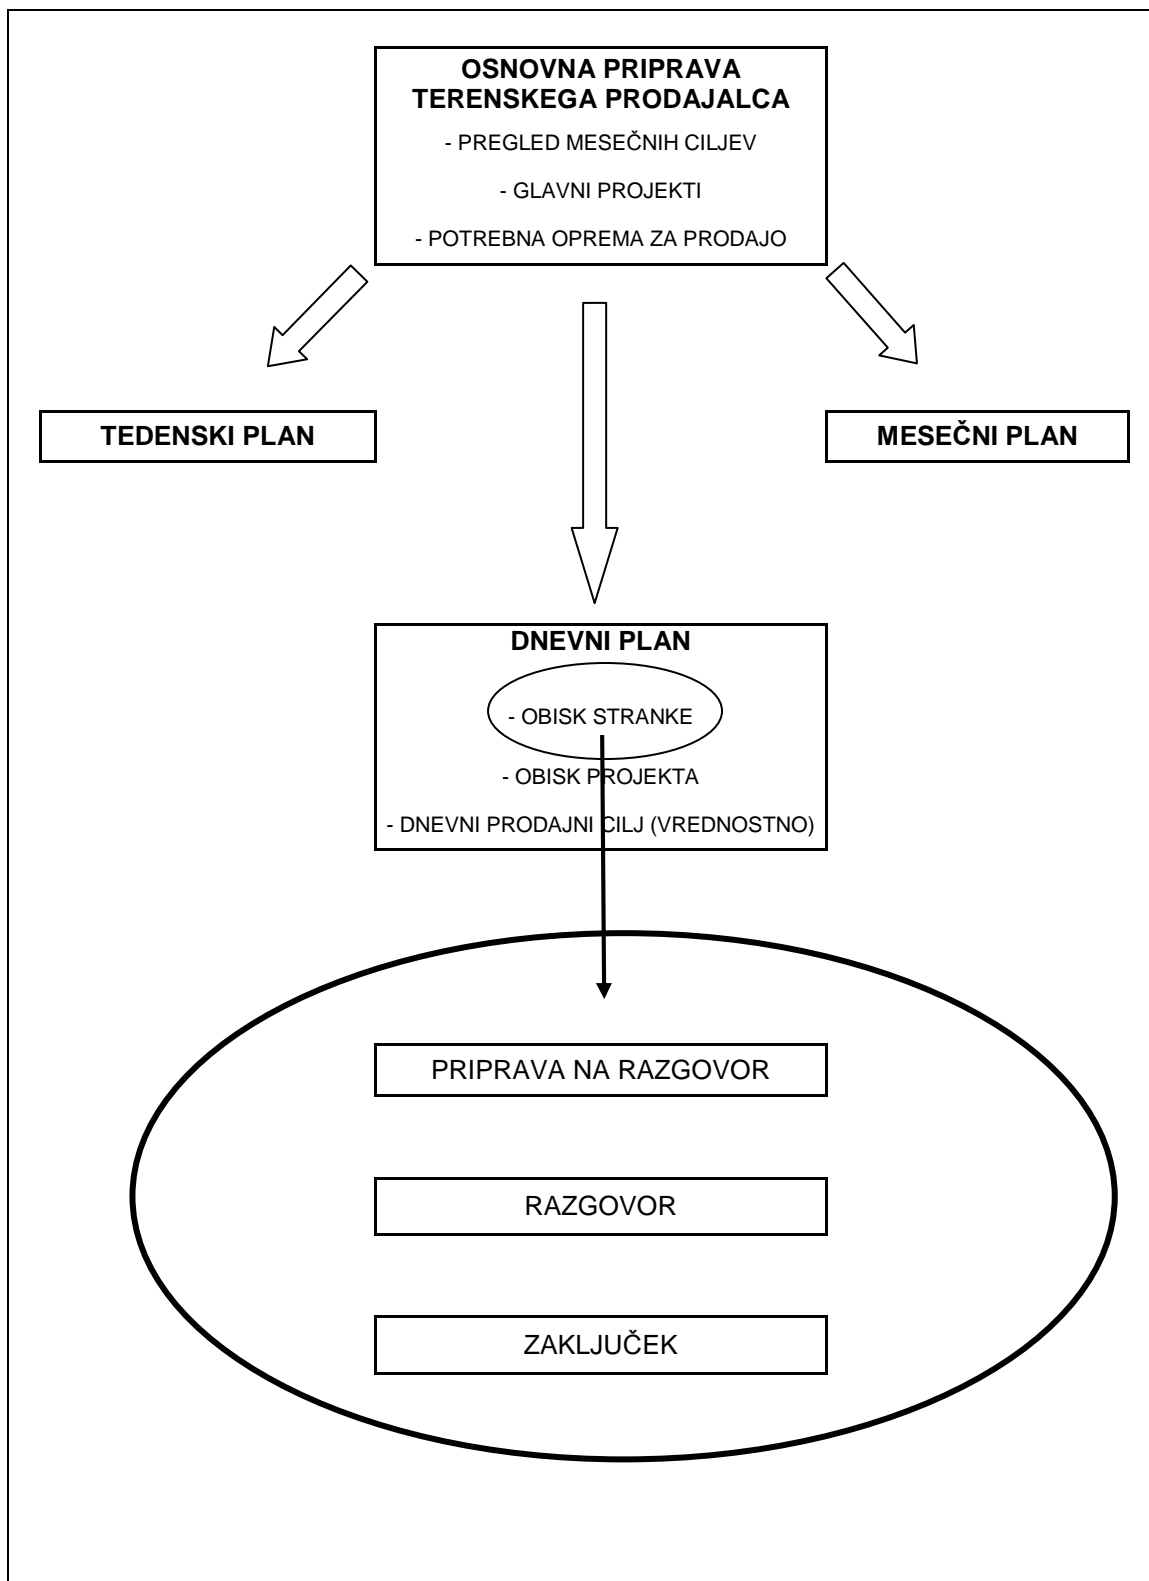 OSNOVNA PRIPRAVA
TERENSKEGA PRODAJALCA
- PREGLED MESEČNIH CILJEV
- GLAVNI PROJEKTI
- POTREBNA OPREMA ZA PRODAJO
TEDENSKI PLAN
MESEČNI PLAN
DNEVNI PLAN
- OBISK STRANKE
- OBISK PROJEKTA
- DNEVNI PRODAJNI CILJ (VREDNOSTNO)
PRIPRAVA NA RAZGOVOR
RAZGOVOR
ZAKLJUČEK